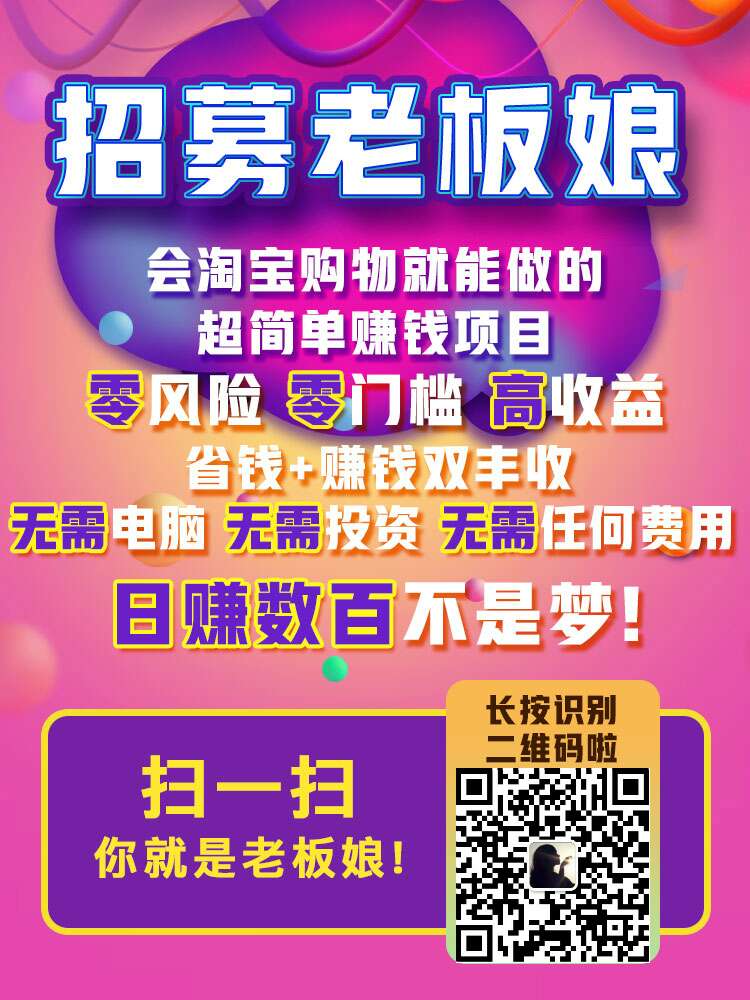 招募老板娘
会淘宝购物就能做的
超简单赚钱项目
零风险 零门槛 高收益
省钱+赚钱双丰收
无需电脑 无需投资 无需任何费用
日赚数百不是梦!
长按识别
二维码啦
扫一扫
你就是老板娘!